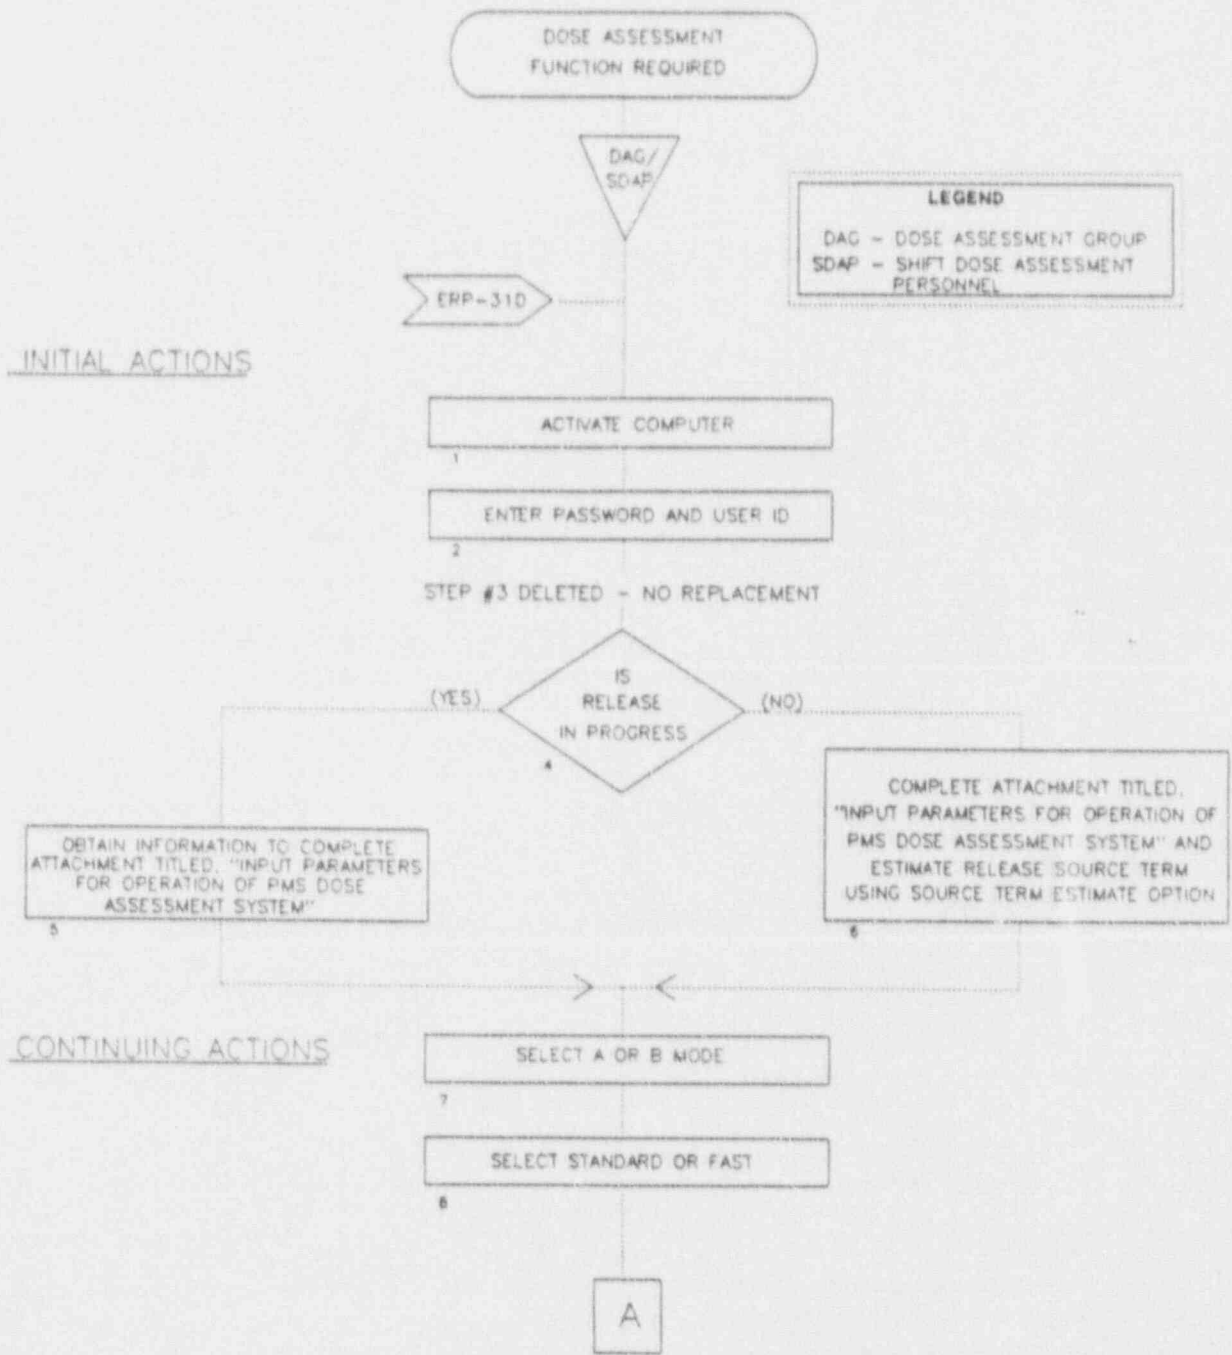 DOSE ASSESSMENT
FUNCTION REQUIRED
DAG/
SDAP
LEGEND
DAG - DOSE ASSESSMENT GROUP
SDAP - SHIFT DOSE ASSESSMENT
PERSONNEL
ERP-310
INITIAL ACTIONS
ACTIVATE COMPUTER
1
ENTER PASSWORD AND USER ID
2
STEP #3 DELETED - NO REPLACEMENT
IS
RELEASE
IN PROGRESS
4
(YES)
(NO)
OBTAIN INFORMATION TO COMPLETE
ATTACHMENT TITLED, "INPUT PARAMETERS
FOR OPERATION OF PMS DOSE
ASSESSMENT SYSTEM"
5
COMPLETE ATTACHMENT TITLED,
"INPUT PARAMETERS FOR OPERATION OF
PMS DOSE ASSESSMENT SYSTEM" AND
ESTIMATE RELEASE SOURCE TERM
USING SOURCE TERM ESTIMATE OPTION
6
CONTINUING ACTIONS
SELECT A OR B MODE
7
SELECT STANDARD OR FAST
8
A